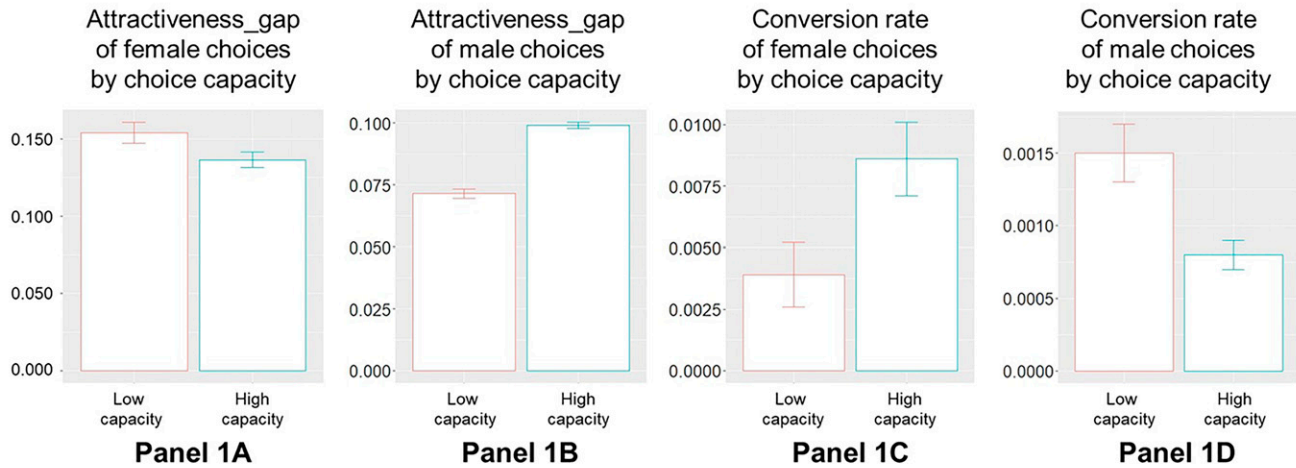 Attractiveness_gap
of female choices
by choice capacity
0.150
0.100
0.050
0.000
Low
capacity
High
capacity
Panel 1A
Attractiveness_gap
of male choices
by choice capacity
0.100
0.075
0.050
0.025
0.000
Low
capacity
High
capacity
Panel 1B
Conversion rate
of female choices
by choice capacity
0.0100
0.0075
0.0050
0.0025
0.0000
Low
capacity
High
capacity
Panel 1C
Conversion rate
of male choices
by choice capacity
0.0015
0.0010
0.0005
0.0000
Low
capacity
High
capacity
Panel 1D